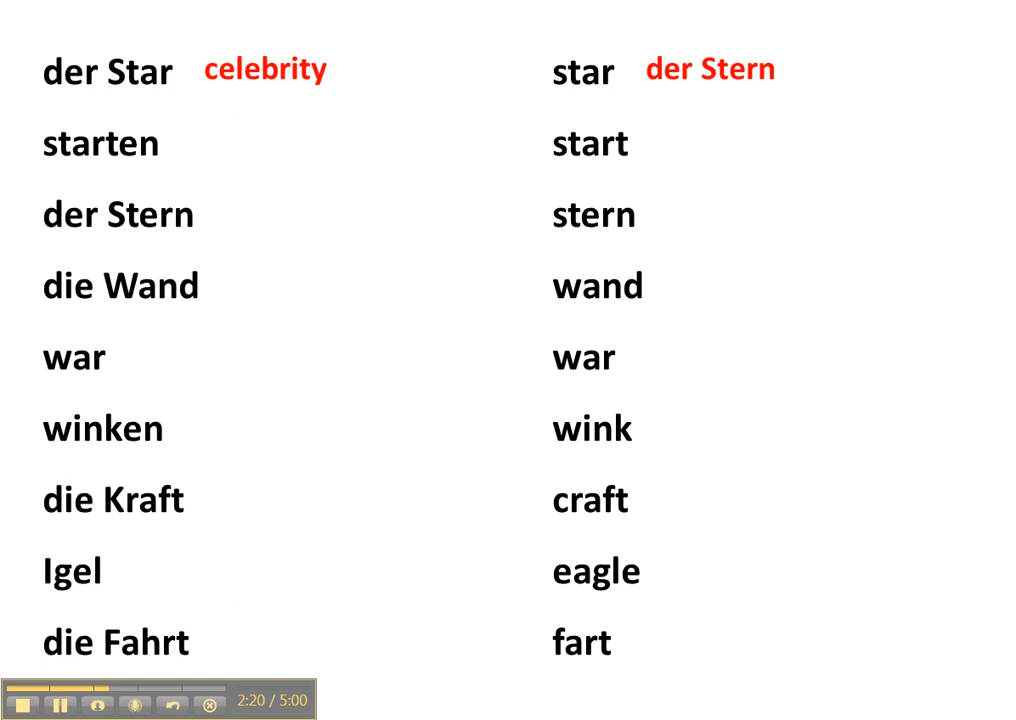 der Star celebrity star der Stern
starten start
der Stern stern
die Wand wand
war war
winken wink
die Kraft craft
Igel eagle
die Fahrt fart
2:20 / 5:00